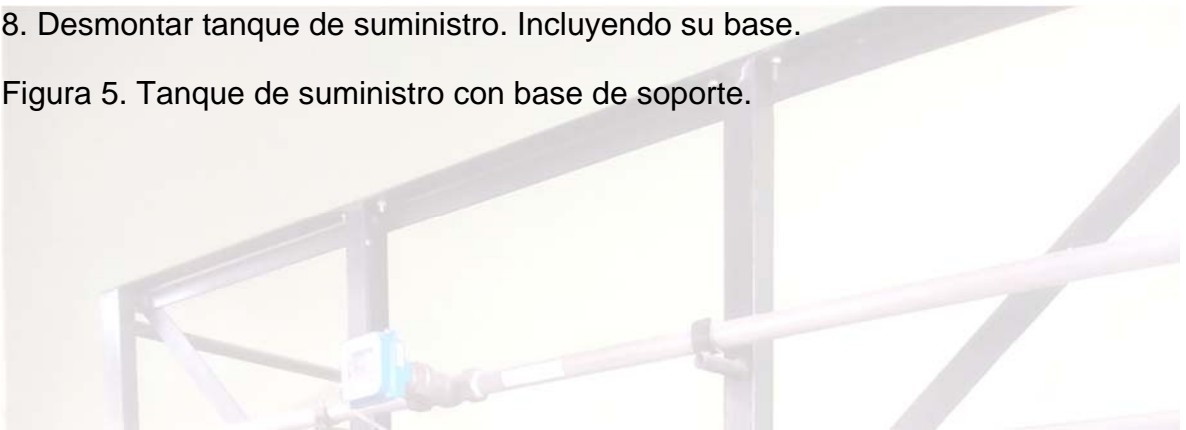 8. Desmontar tanque de suministro. Incluyendo su base.
Figura 5. Tanque de suministro con base de soporte.